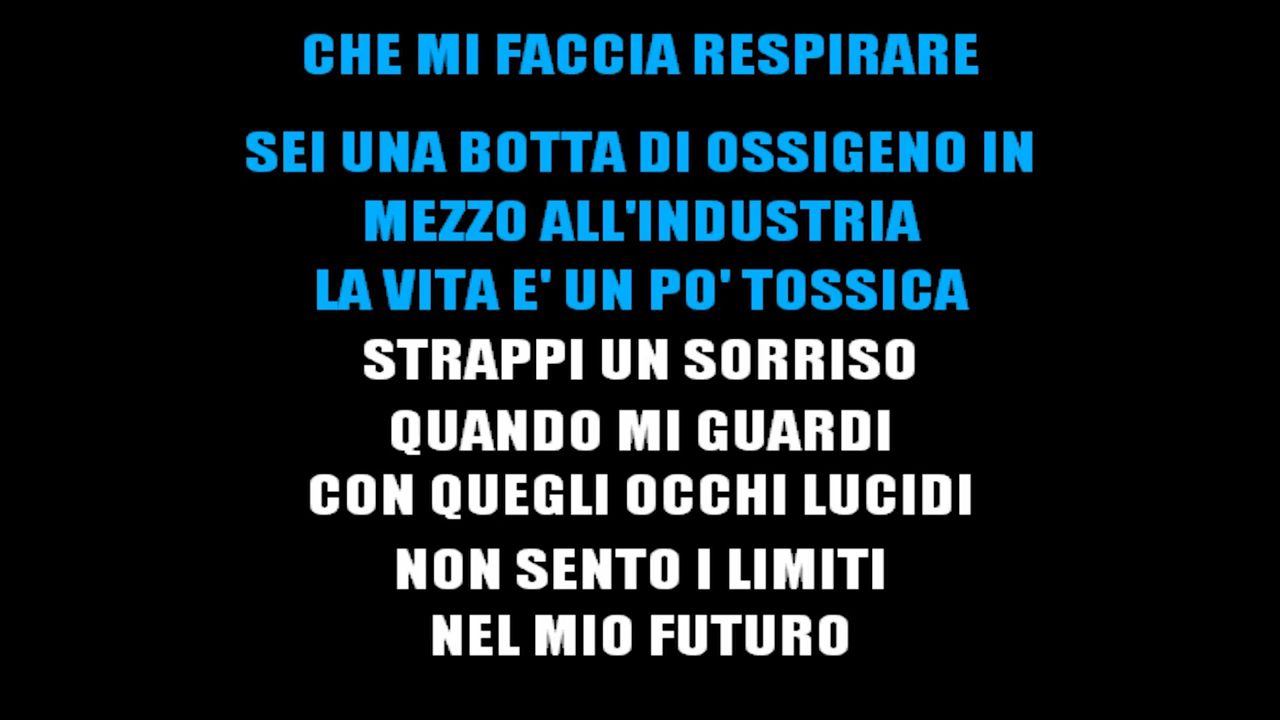 CHE MI FACCIA RESPIRARE
SEI UNA BOTTA DI OSSIGENO IN
MEZZO ALL'INDUSTRIA
LA VITA E' UN PO' TOSSICA
STRAPPI UN SORRISO
QUANDO MI GUARDI
CON QUEGLI OCCHI LUCIDI
NON SENTO I LIMITI
NEL MIO FUTURO